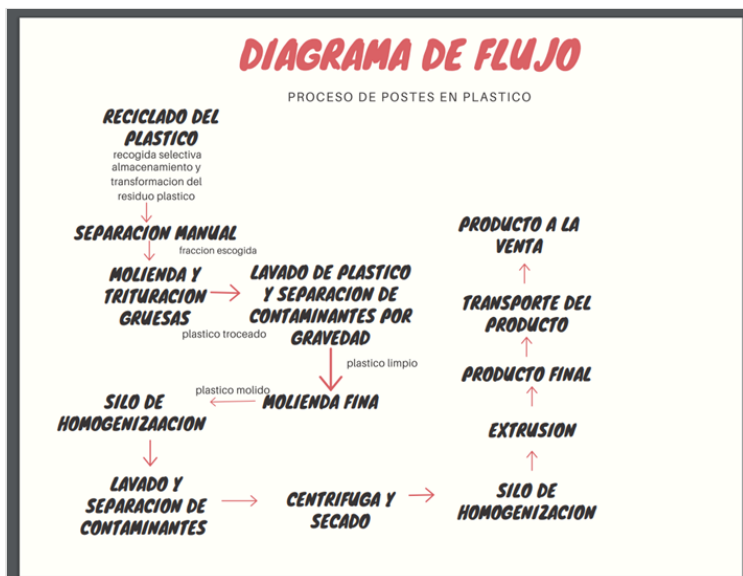 DIAGRAMA DE FLUJO
PROCESO DE POSTES EN PLASTICO
RECICLADO DEL
PLASTICO
recogida selectiva
almacenamiento y
transformacion del
residuo plastico
SEPARACION MANUAL
fraccion escogida
MOLIENDA Y
TRITURACION
GRUESAS
plastico troceado
LAVADO DE PLASTICO
Y SEPARACION DE
CONTAMINANTES POR
GRAVEDAD
plastico limpio
MOLIENDA FINA
plastico molido
SILO DE
HOMOGENIZAACION
LAVADO Y
SEPARACION DE
CONTAMINANTES
CENTRIFUGA Y
SECADO
SILO DE
HOMOGENIZACION
EXTRUSION
PRODUCTO FINAL
TRANSPORTE DEL
PRODUCTO
PRODUCTO A LA
VENTA